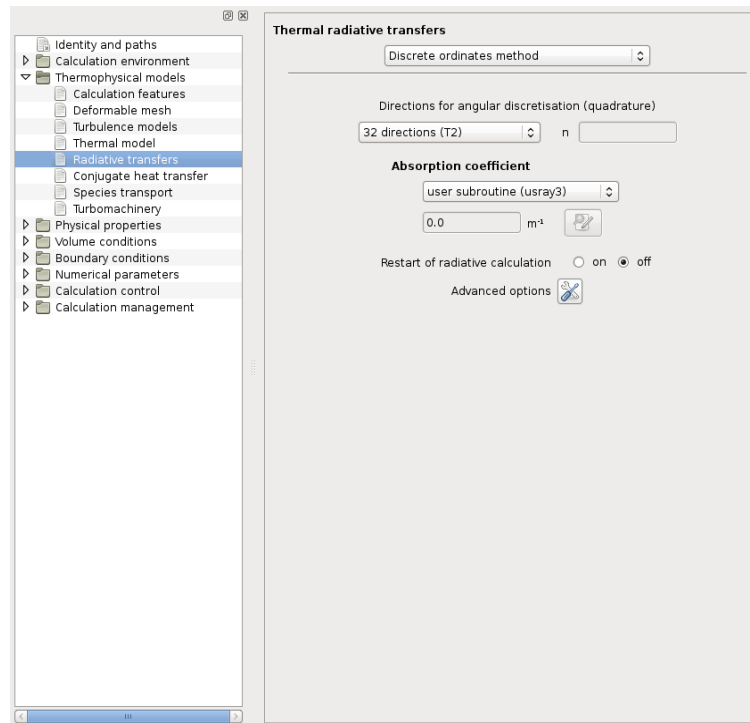 Identity and paths
Calculation environment
Thermophysical models
Calculation features
Deformable mesh
Turbulence models
Thermal model
Radiative transfers
Conjugate heat transfer
Species transport
Turbomachinery
Physical properties
Volume conditions
Boundary conditions
Numerical parameters
Calculation control
Calculation management
Thermal radiative transfers
Discrete ordinates method
Directions for angular discretisation (quadrature)
32 directions (T2) n
Absorption coefficient
user subroutine (usray3)
0.0 m⁻¹
Restart of radiative calculation on off
Advanced options